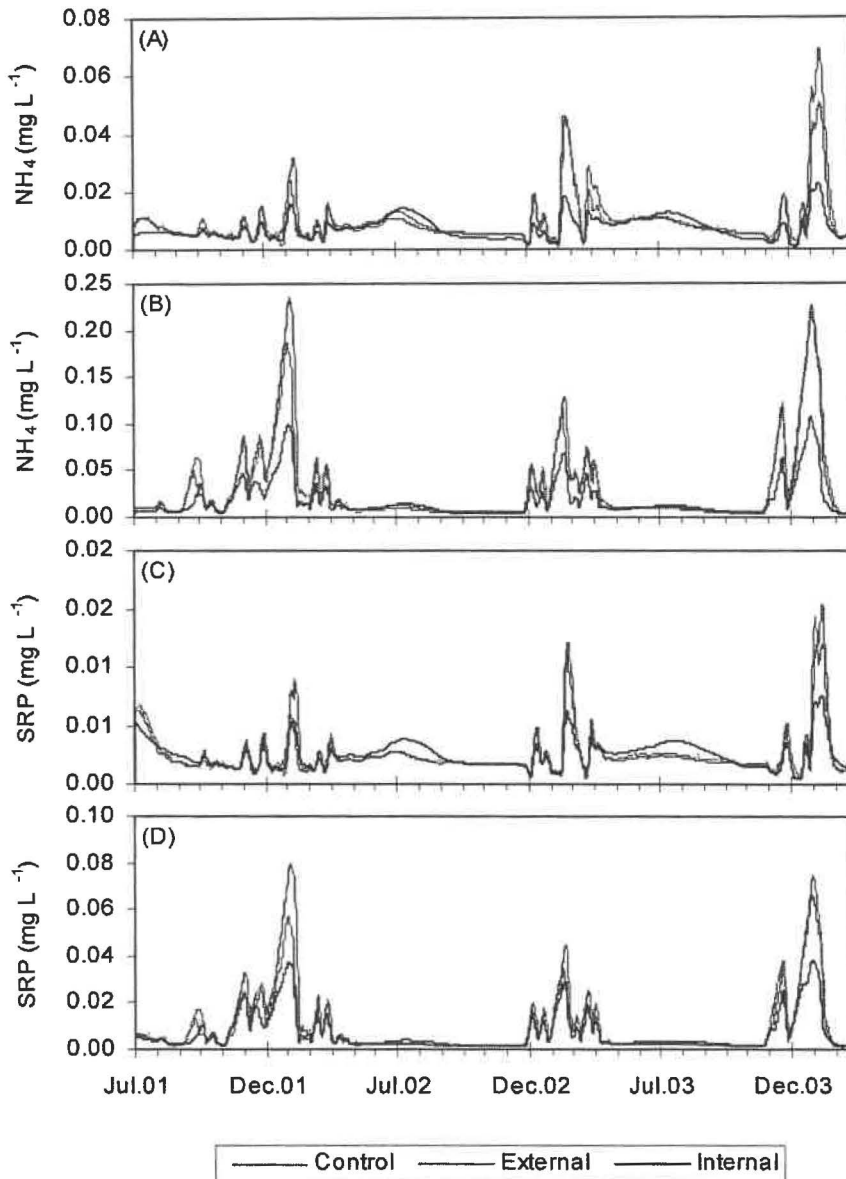 (A)
NH₄ (mg L⁻¹)
0.08
0.06
0.04
0.02
0.00
(B)
NH₄ (mg L⁻¹)
0.25
0.20
0.15
0.10
0.05
0.00
(C)
SRP (mg L⁻¹)
0.02
0.02
0.01
0.01
0.00
(D)
SRP (mg L⁻¹)
0.10
0.08
0.06
0.04
0.02
0.00
Jul.01 Dec.01 Jul.02 Dec.02 Jul.03 Dec.03
Control External Internal